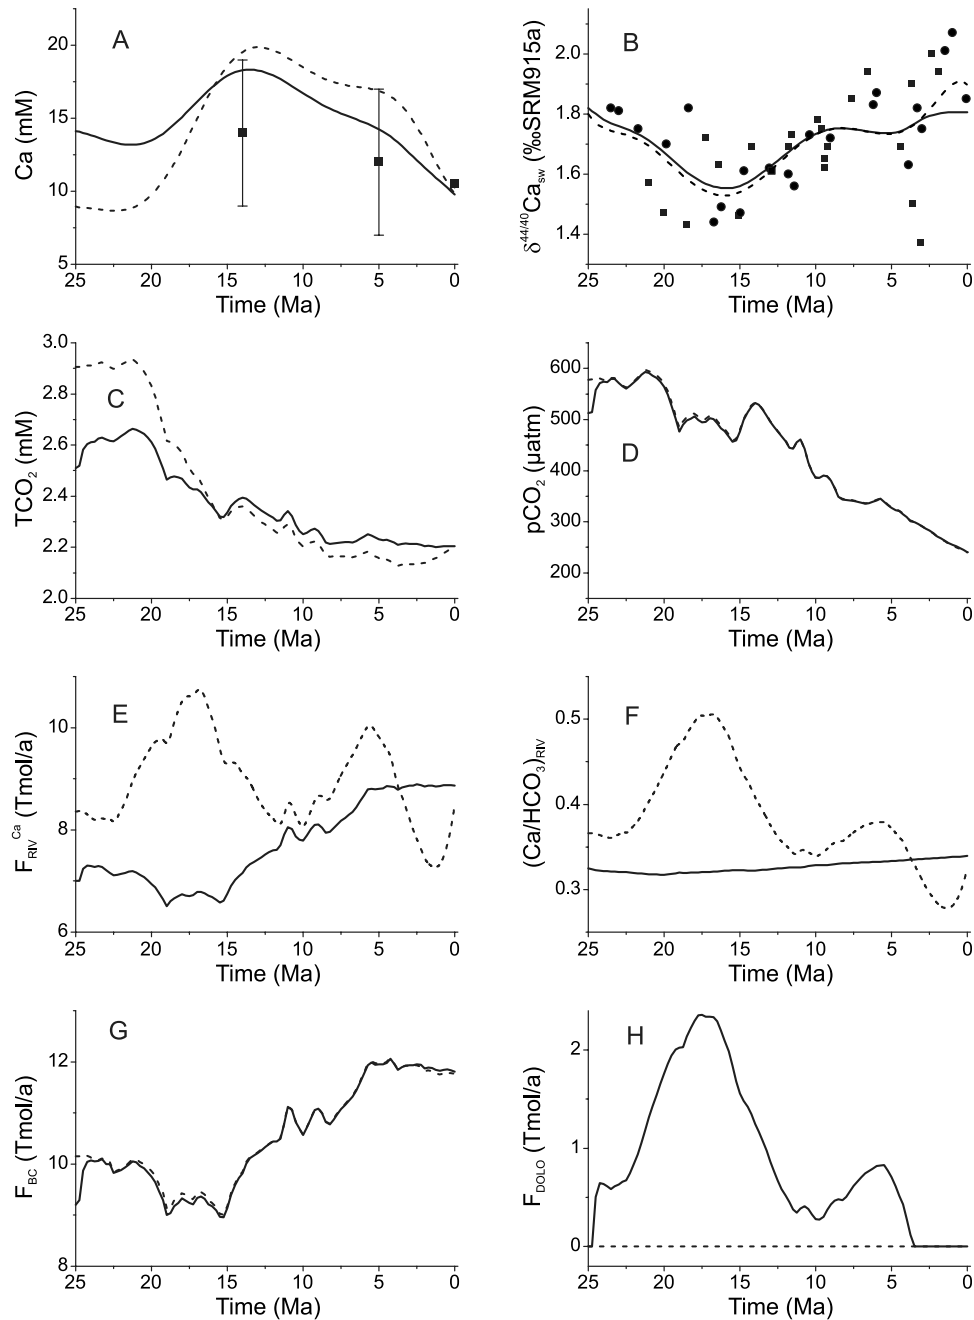 A
20
15
10
5
Ca (mM)
25 20 15 10 5 0
Time (Ma)
B
2.0
1.8
1.6
1.4
δ⁴⁴/⁴⁰Ca_sw (‰SRM915a)
25 20 15 10 5 0
Time (Ma)
C
3.0
2.8
2.6
2.4
2.2
2.0
TCO₂ (mM)
25 20 15 10 5 0
Time (Ma)
D
600
500
400
300
200
pCO₂ (µatm)
25 20 15 10 5 0
Time (Ma)
E
10
8
6
F_RIV^Ca (Tmol/a)
25 20 15 10 5 0
Time (Ma)
F
0.5
0.4
0.3
(Ca/HCO₃)_RIV
25 20 15 10 5 0
Time (Ma)
G
12
10
8
F_BC (Tmol/a)
25 20 15 10 5 0
Time (Ma)
H
2
1
0
F_DOLO (Tmol/a)
25 20 15 10 5 0
Time (Ma)